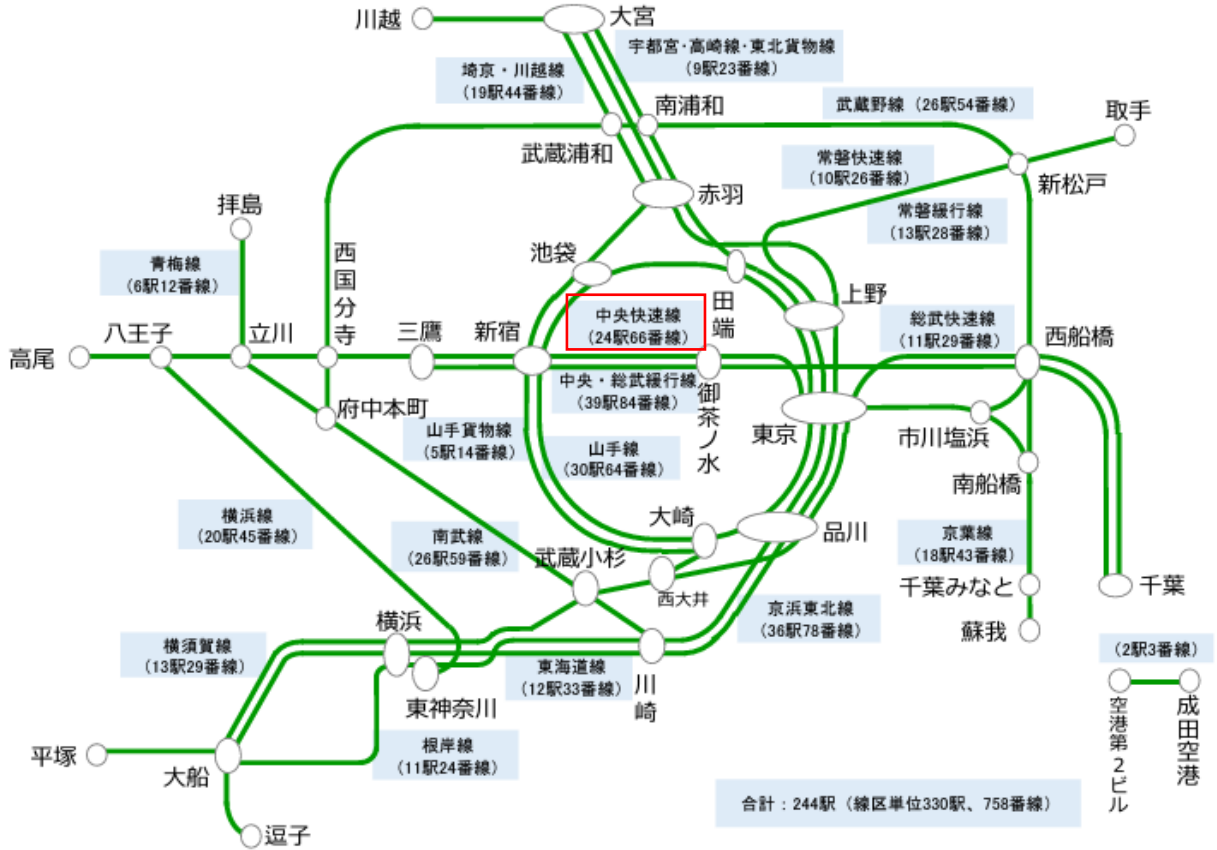 川越
大宮
宇都宮・高崎線・東北貨物線
(9駅23番線)
埼京・川越線
(19駅44番線)
南浦和
武蔵野線 (26駅54番線)
取手
武蔵浦和
常磐快速線
(10駅26番線)
新松戸
拝島
赤羽
常磐緩行線
(13駅28番線)
青梅線
(6駅12番線)
西国分寺
池袋
田端
上野
中央快速線
(24駅66番線)
総武快速線
(11駅29番線)
高尾
八王子
立川
三鷹
新宿
西船橋
中央・総武緩行線
(39駅84番線)
御茶ノ水
府中本町
山手貨物線
(5駅14番線)
山手線
(30駅64番線)
東京
市川塩浜
南船橋
横浜線
(20駅45番線)
南武線
(26駅59番線)
大崎
品川
京葉線
(18駅43番線)
武蔵小杉
西大井
千葉みなと
千葉
京浜東北線
(36駅78番線)
蘇我
横浜
横須賀線
(13駅29番線)
東海道線
(12駅33番線)
川崎
(2駅3番線)
東神奈川
空港第2ビル
成田空港
平塚
大船
根岸線
(11駅24番線)
合計:244駅(線区単位330駅、758番線)
逗子